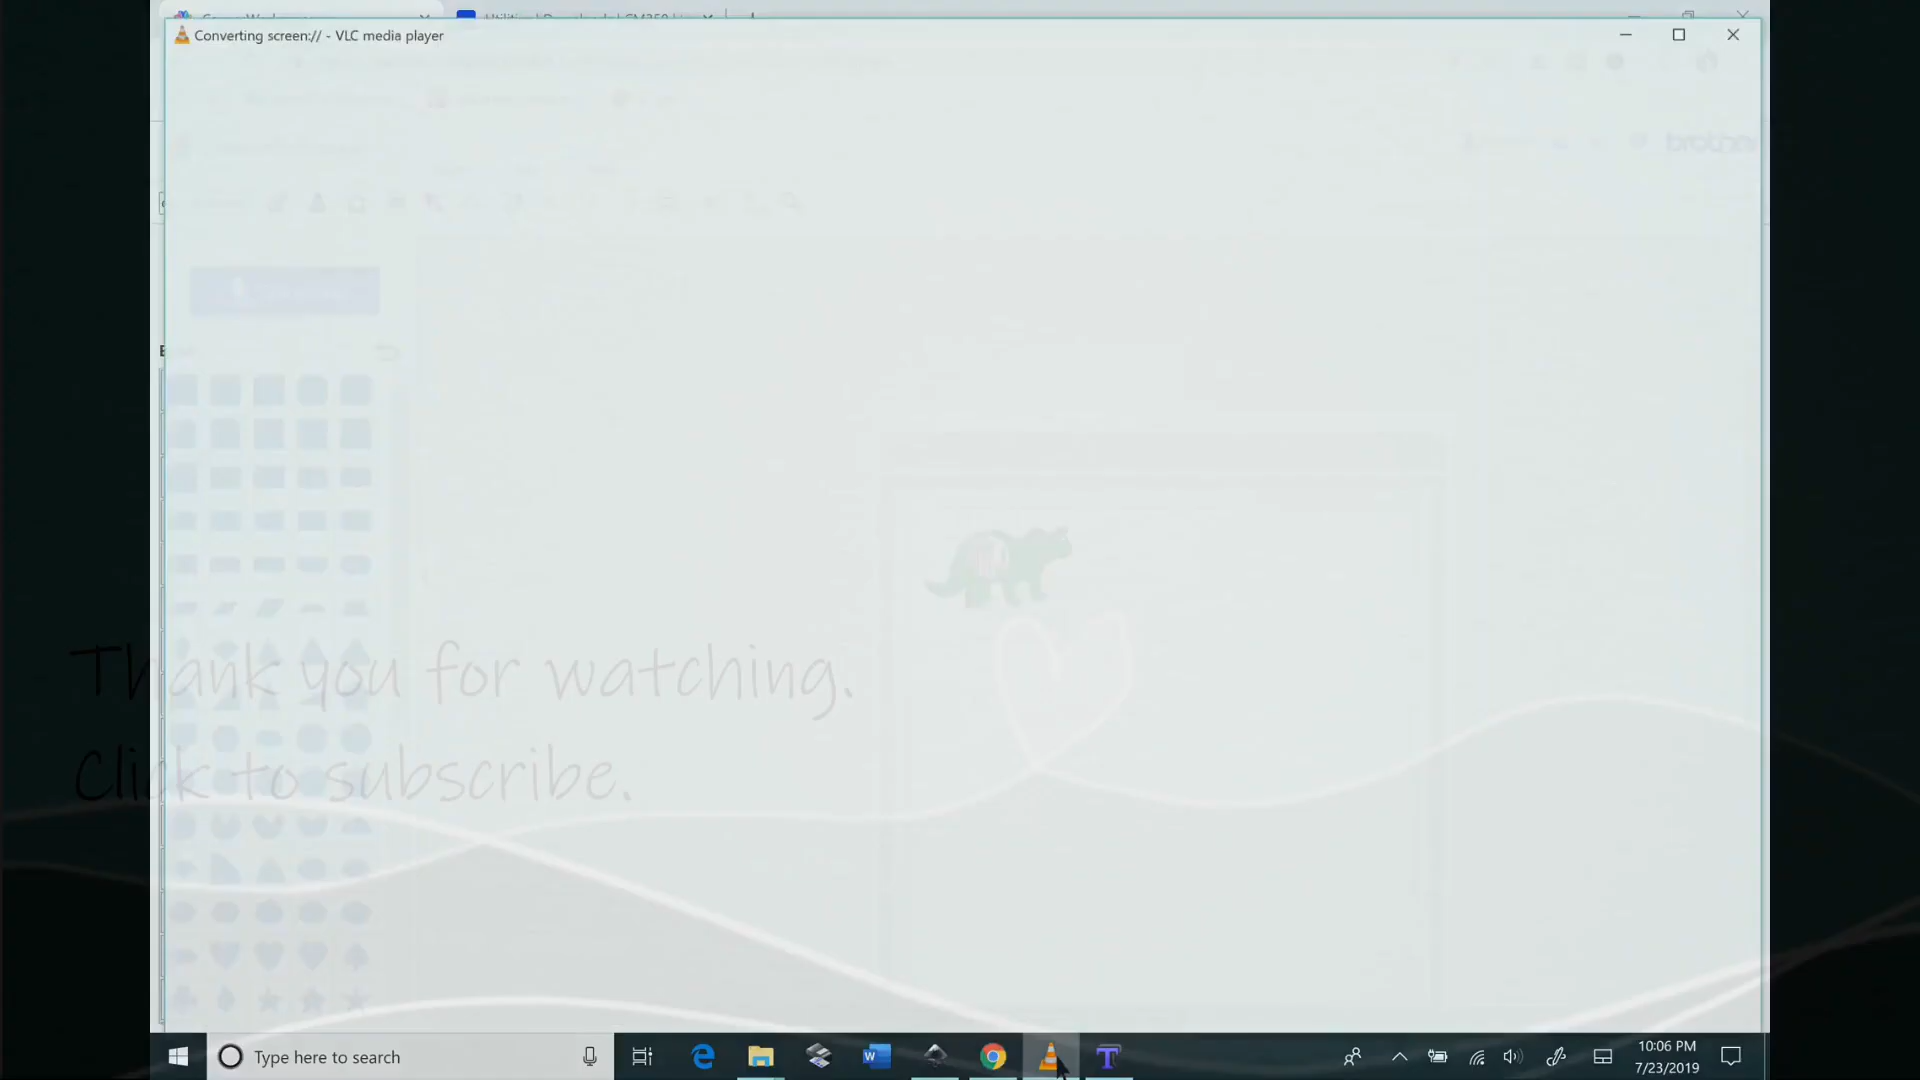 Converting screen:// - VLC media player
brother
Thank you for watching.
Click to subscribe.
Type here to search
10:06 PM
7/23/2019